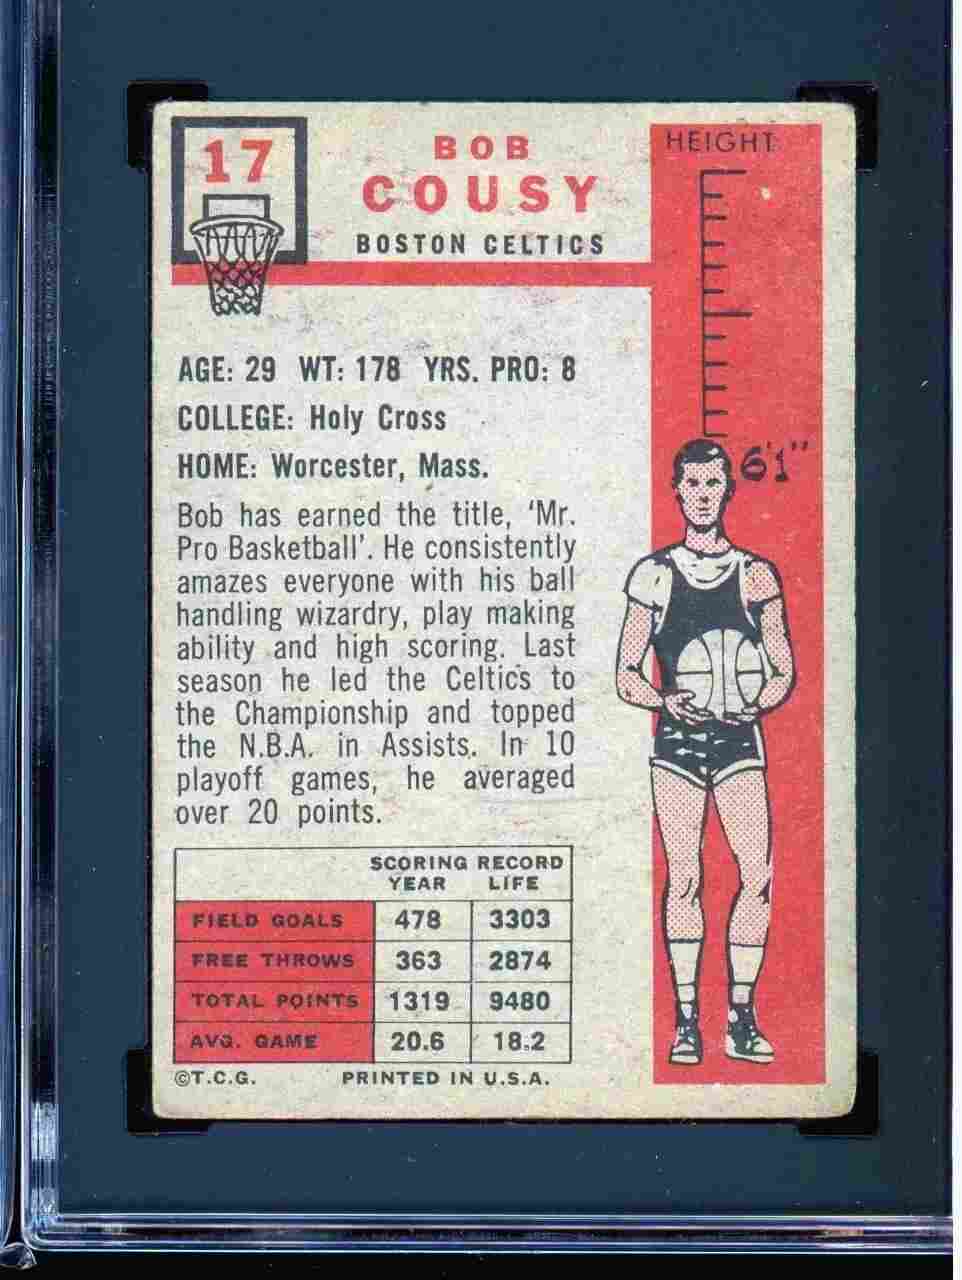 17
BOB
COUSY
BOSTON CELTICS
HEIGHT
6'1"
AGE: 29 WT: 178 YRS. PRO: 8
COLLEGE: Holy Cross
HOME: Worcester, Mass.
Bob has earned the title, 'Mr.
Pro Basketball'. He consistently
amazes everyone with his ball
handling wizardry, play making
ability and high scoring. Last
season he led the Celtics to
the Championship and topped
the N.B.A. in Assists. In 10
playoff games, he averaged
over 20 points.
SCORING RECORD
YEAR LIFE
FIELD GOALS 478 3303
FREE THROWS 363 2874
TOTAL POINTS 1319 9480
AVG. GAME 20.6 18.2
©T.C.G. PRINTED IN U.S.A.